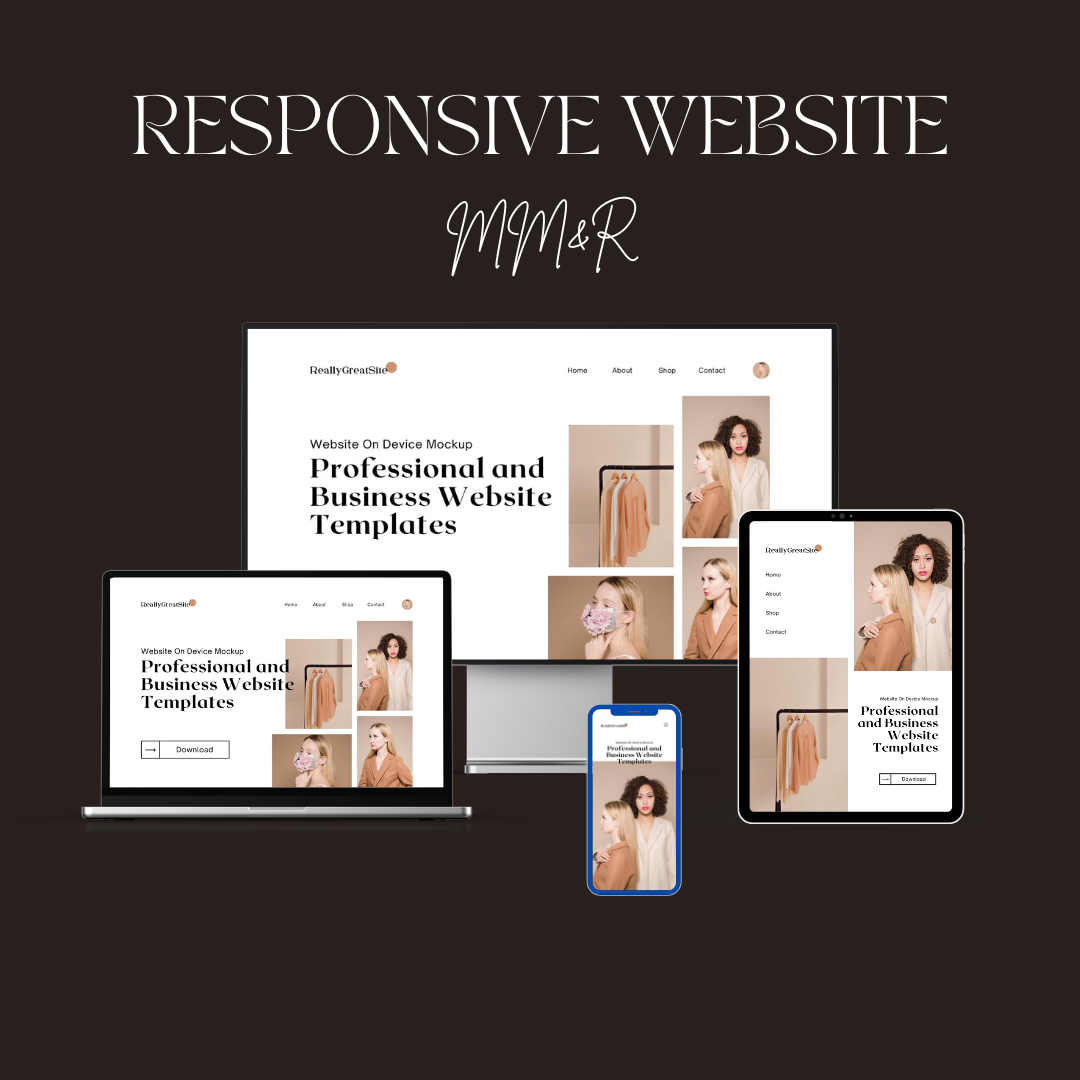 RESPONSIVE WEBSITE
MM&R
ReallyGreatSite
Home About Shop Contact
Website On Device Mockup
Professional and
Business Website
Templates
ReallyGreatSite
Home About Shop Contact
Website On Device Mockup
Professional and
Business Website
Templates
Download
ReallyGreatSite
Website On Device Mockup
Professional and
Business Website
Templates
ReallyGreatSite
Home
About
Shop
Contact
Website On Device Mockup
Professional
and Business
Website
Templates
Download